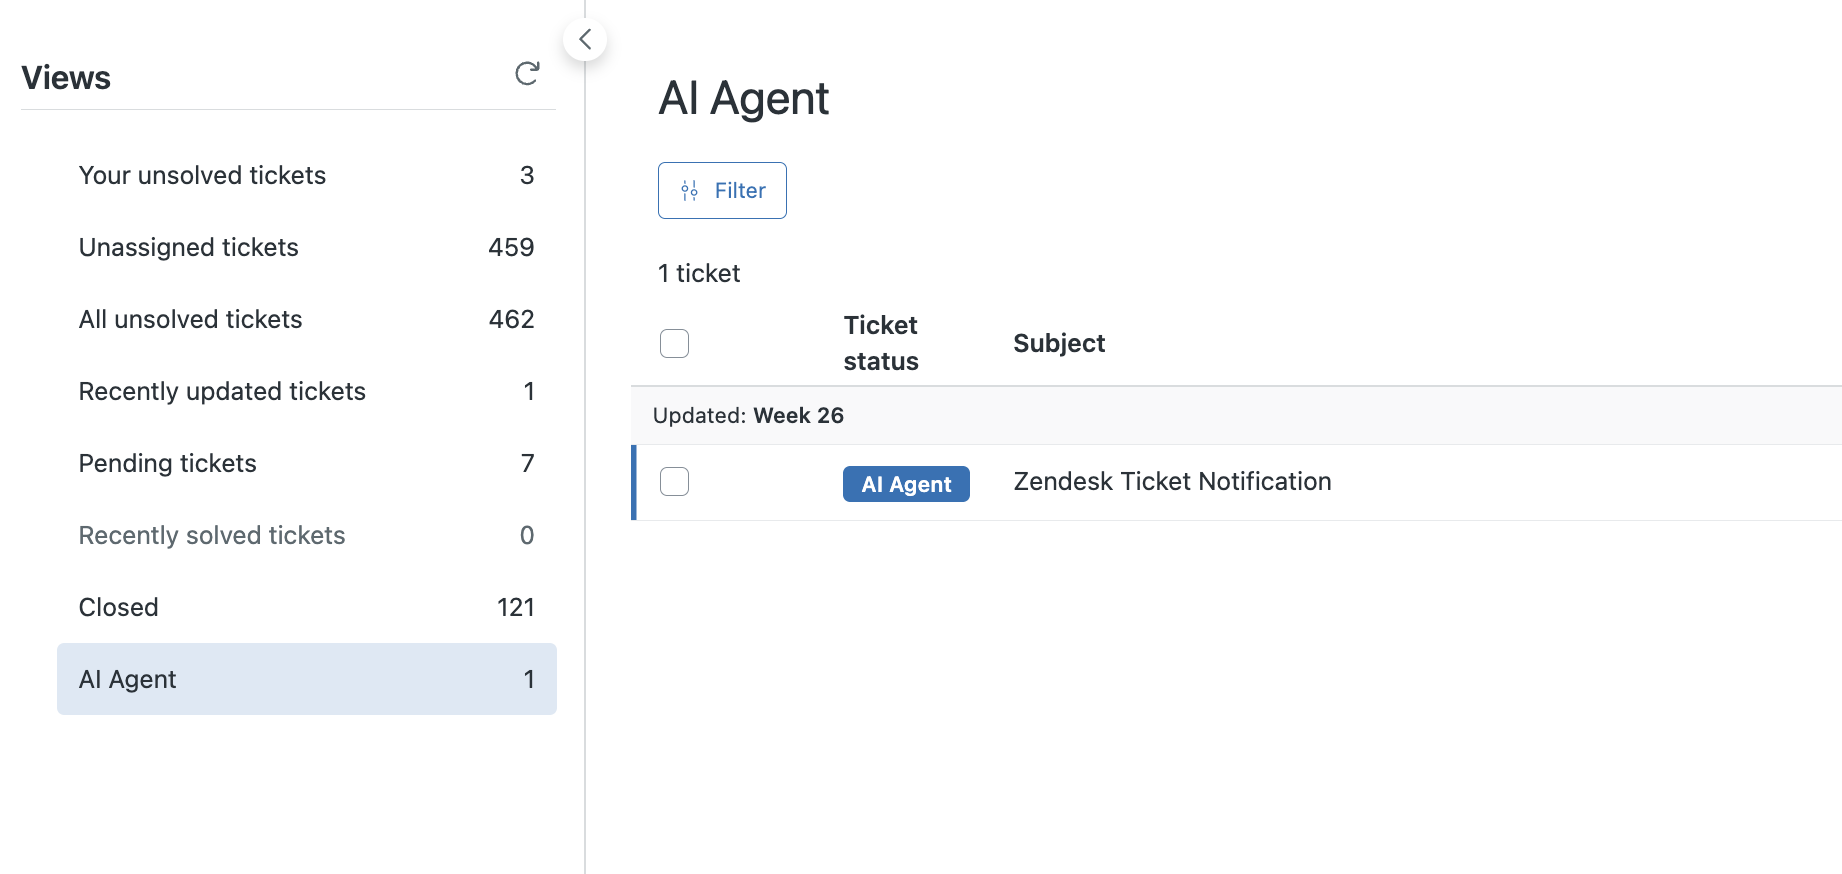 Views
Your unsolved tickets 3
Unassigned tickets 459
All unsolved tickets 462
Recently updated tickets 1
Pending tickets 7
Recently solved tickets 0
Closed 121
AI Agent 1
AI Agent
Filter
1 ticket
Ticket
status
Subject
Updated: Week 26
AI Agent Zendesk Ticket Notification